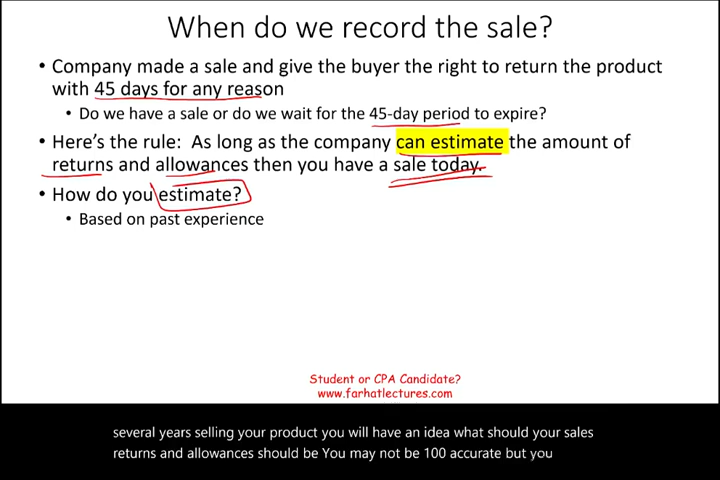 When do we record the sale?
• Company made a sale and give the buyer the right to return the product
with 45 days for any reason
• Do we have a sale or do we wait for the 45-day period to expire?
• Here's the rule: As long as the company can estimate the amount of
returns and allowances then you have a sale today.
• How do you estimate?
• Based on past experience
Student or CPA Candidate?
www.farhatlectures.com
several years selling your product you will have an idea what should your sales
returns and allowances should be You may not be 100 accurate but you